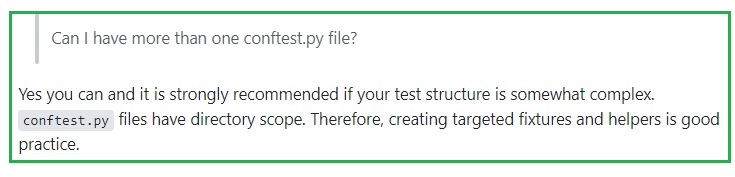 Can I have more than one conftest.py file?
Yes you can and it is strongly recommended if your test structure is somewhat complex.
conftest.py files have directory scope. Therefore, creating targeted fixtures and helpers is good
practice.